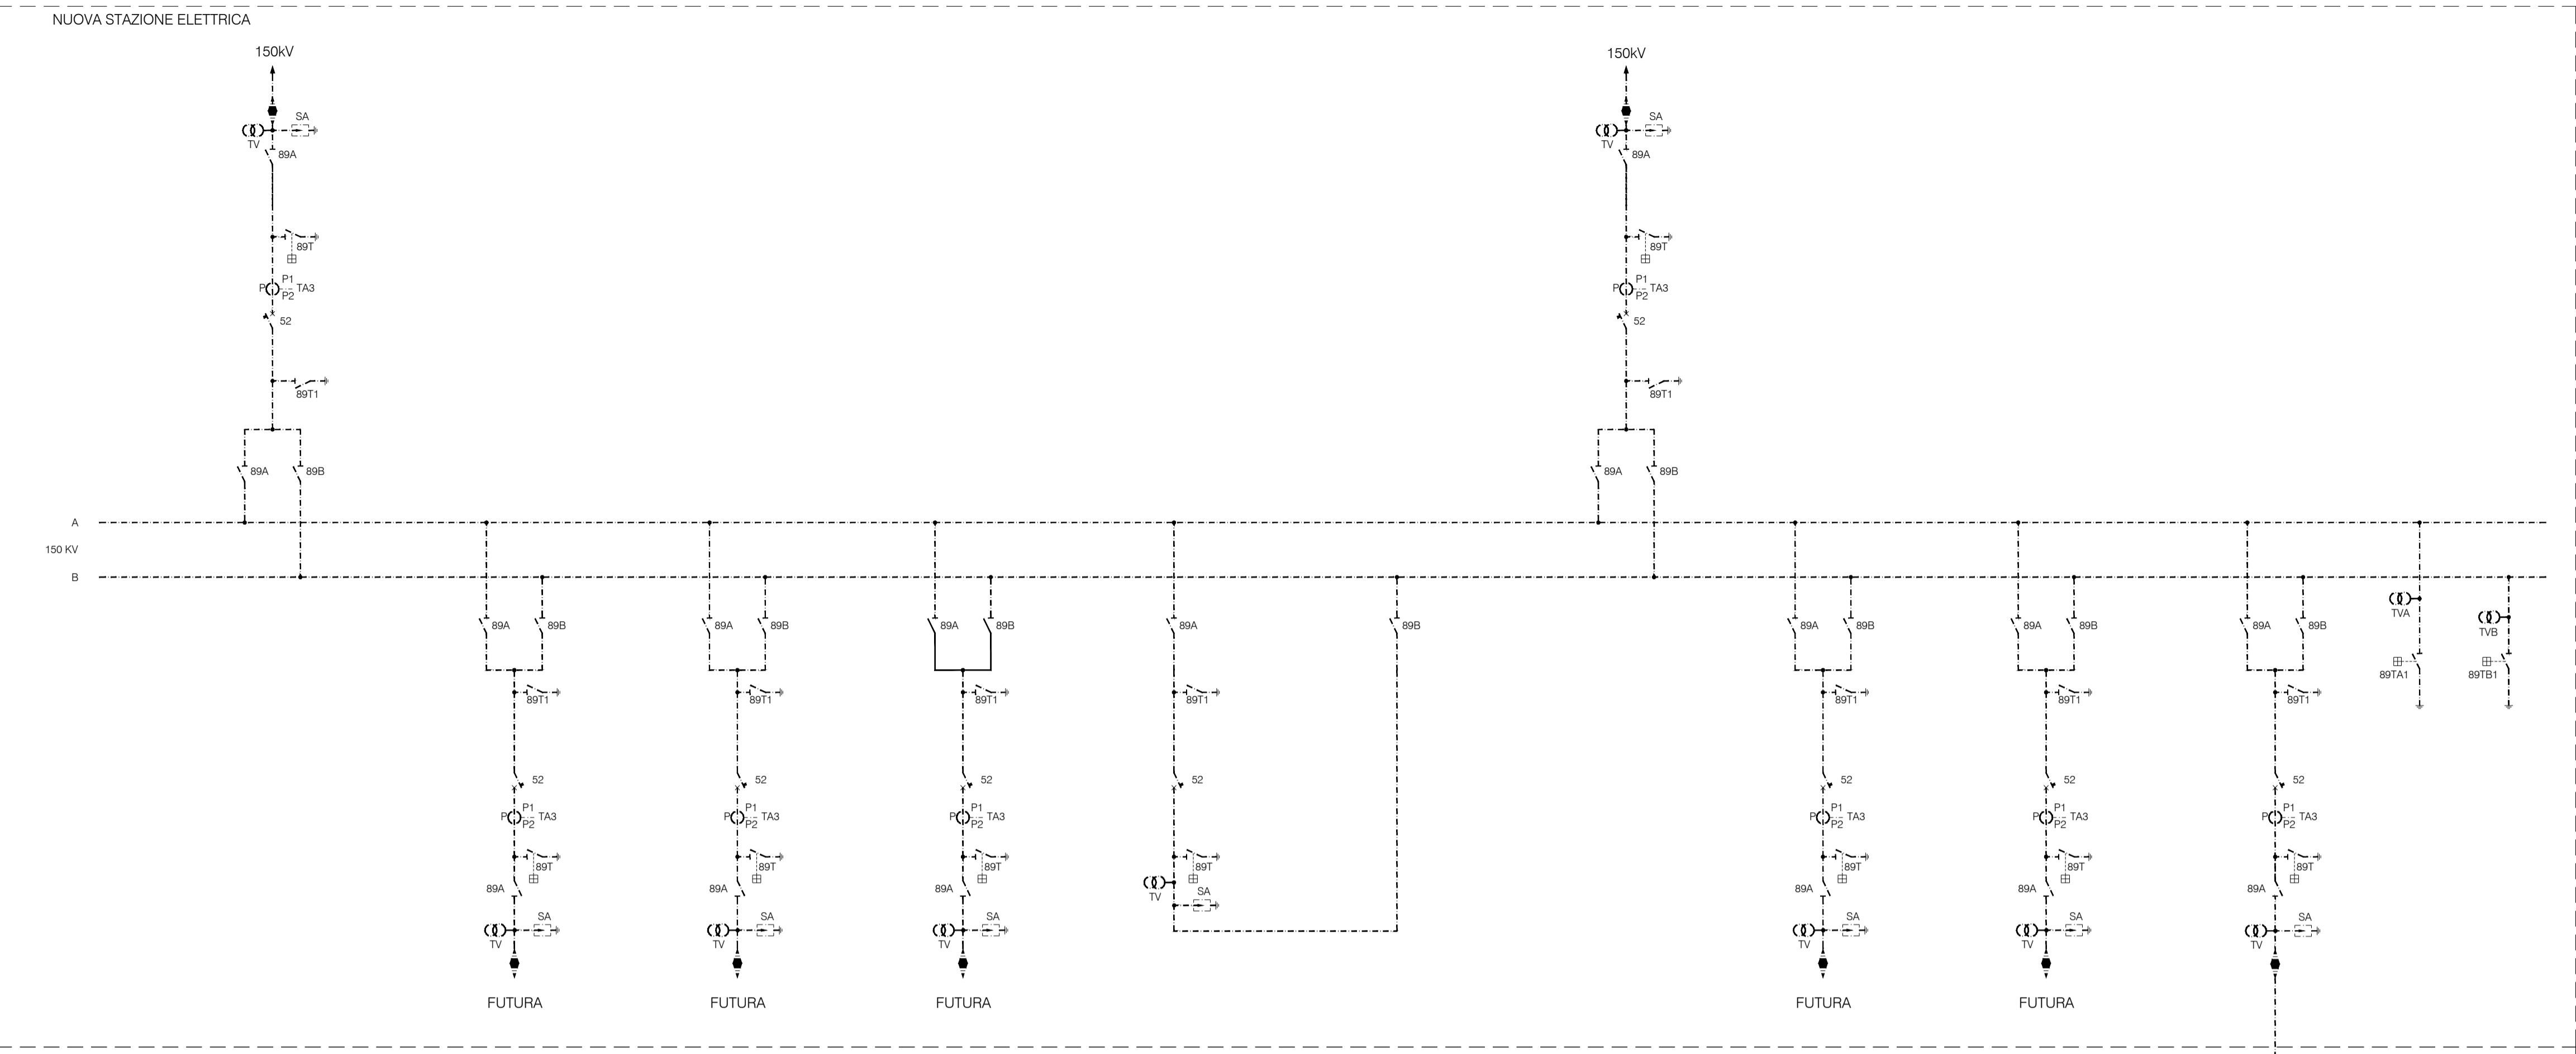 NUOVA STAZIONE ELETTRICA
150kV
150kV
SA
SA
TV
TV
89A
89A
89T
89T
P P1 TA3
P2
P P1 TA3
P2
52
52
89T1
89T1
89A 89B
89A 89B
A
150 KV
B
TVA
TVB
89A 89B 89A 89B 89A 89B 89A 89B 89A 89B 89A 89B 89A 89B
89TA1 89TB1
89T1 89T1 89T1 89T1 89T1 89T1 89T1
52 52 52 52 52 52 52
P P1 TA3
P2
P P1 TA3
P2
P P1 TA3
P2
P P1 TA3
P2
P P1 TA3
P2
P P1 TA3
P2
89T 89T 89T 89T 89T 89T 89T
89A 89A 89A 89A 89A 89A
TV SA
SA SA SA SA SA SA
TV TV TV TV TV TV
FUTURA FUTURA FUTURA FUTURA FUTURA